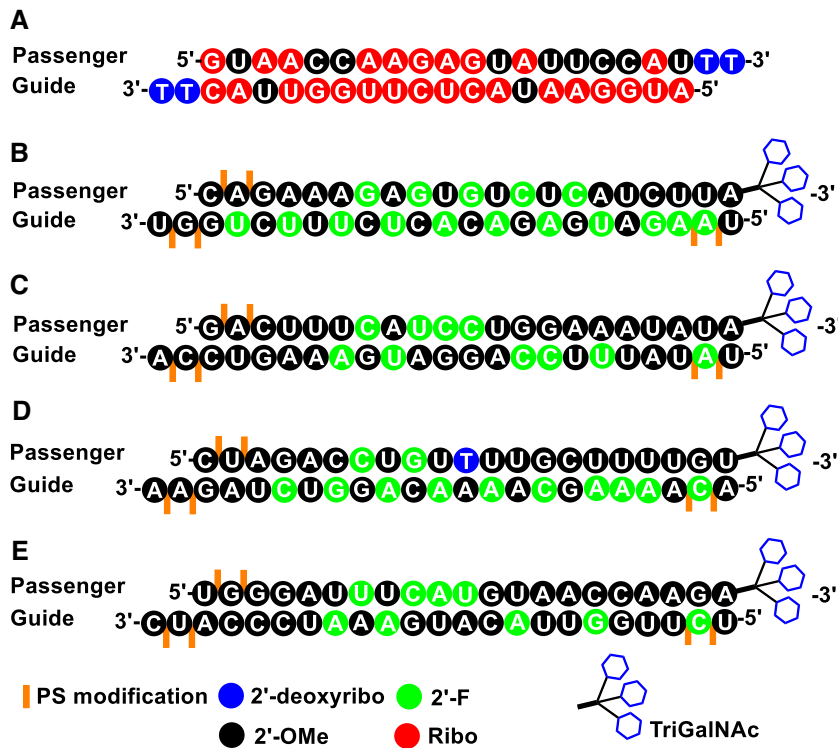 A
Passenger 5'-GUAACCAAGAGUAUUCCAUTT-3'
Guide 3'-TTCAUUGGUUCUCAUAAGGUA-5'
B
Passenger 5'-CAGAAAGAGUGUCUCAUCUUA -3'
Guide 3'-UGGUCUUUCUCACAGAGUAGAAU-5'
C
Passenger 5'-GACUUUCAUCCUGGAAAUAUA -3'
Guide 3'-ACCUGAAAGUAGGACCUUUAUAU-5'
D
Passenger 5'-CUAGACCUGUTUUGCUUUUGU -3'
Guide 3'-AAGAUCUGGACAAAACGAAAACA-5'
E
Passenger 5'-UGGGAUUUCAUGUAACCAAGA -3'
Guide 3'-CUACCCUAAAGUACAUUGGUUCU-5'
PS modification 2'-deoxyribo 2'-F
2'-OMe Ribo TriGalNAc